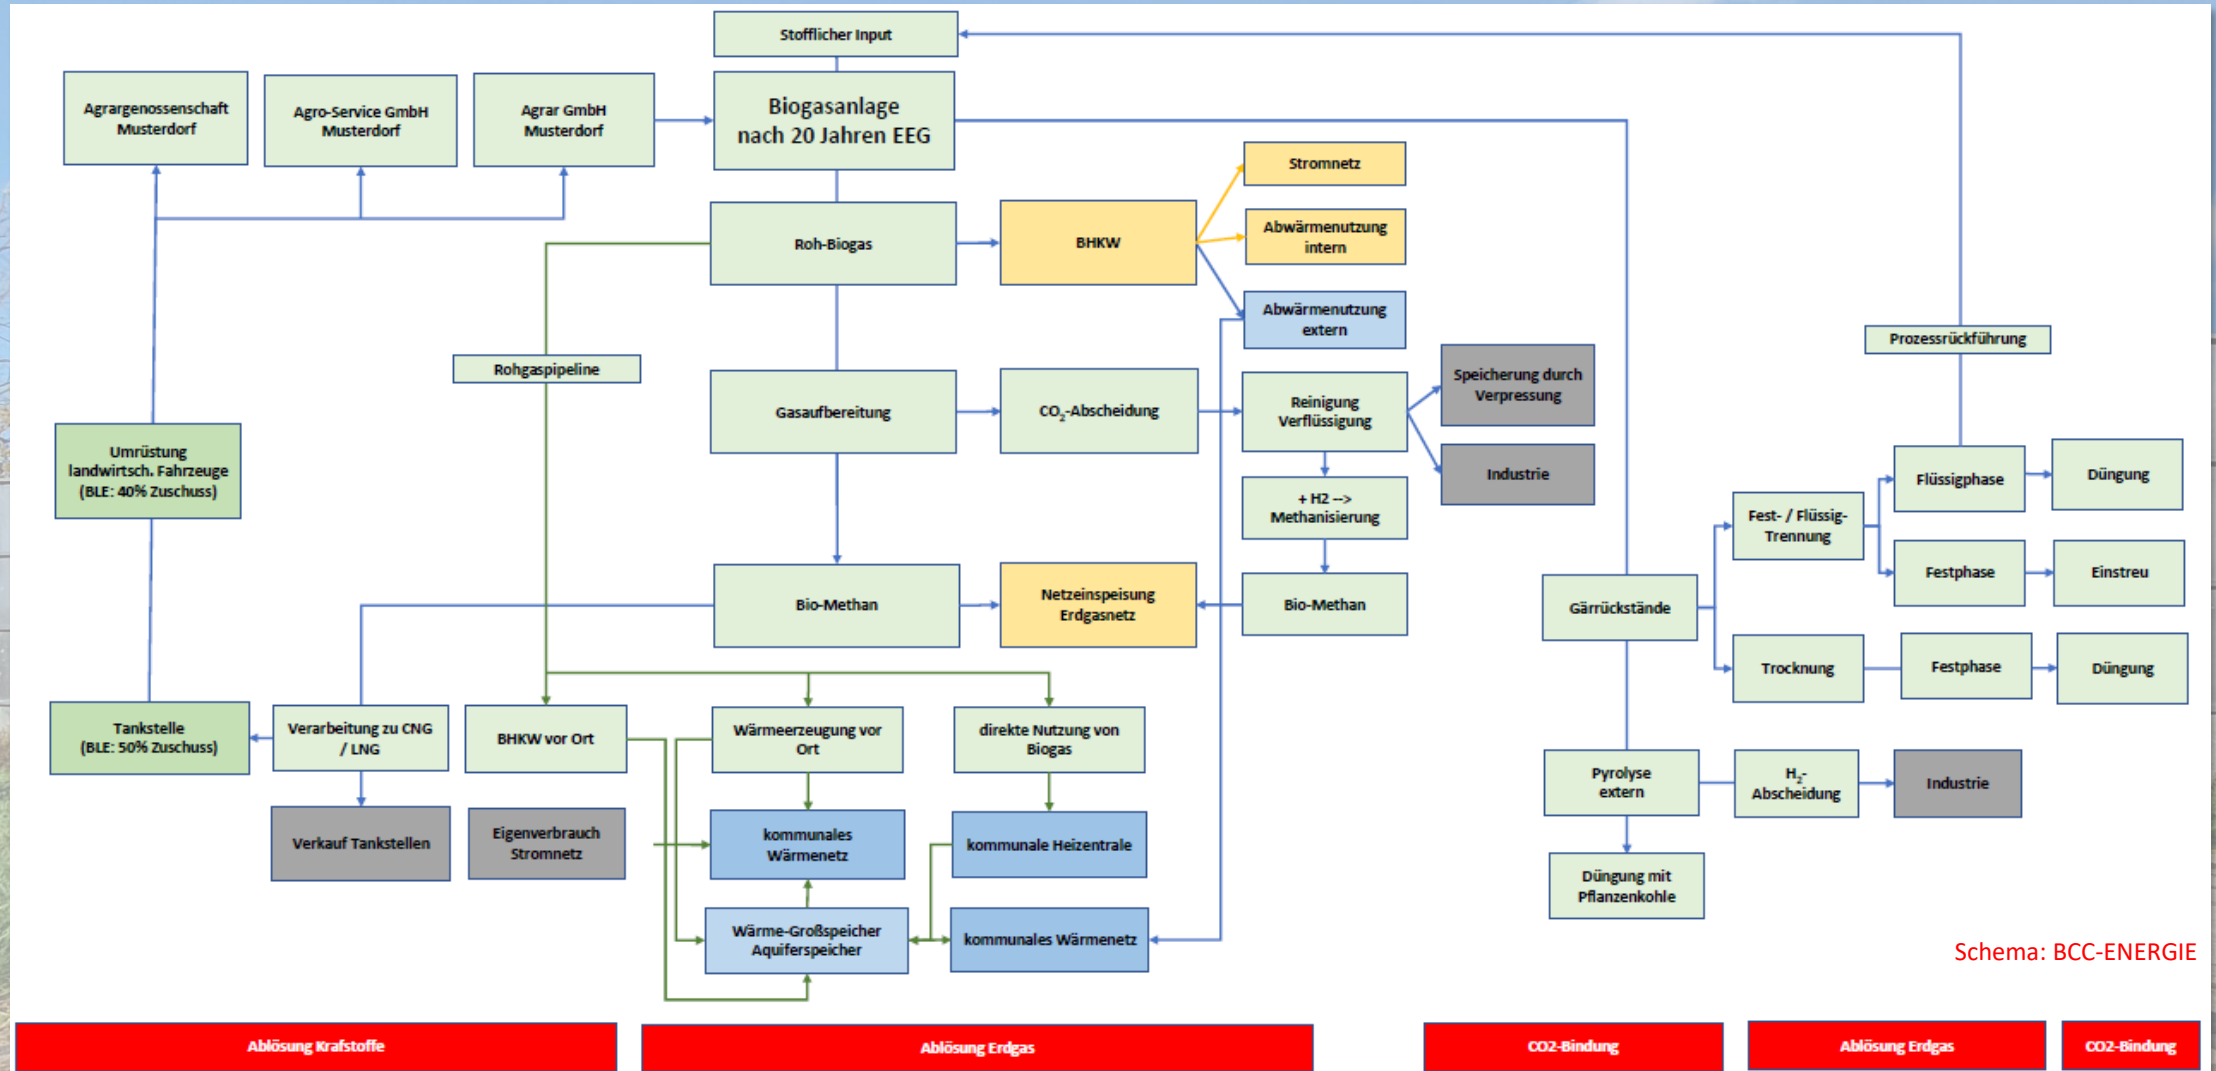 Stofflicher Input
Agrargenossenschaft
Musterdorf
Agro-Service GmbH
Musterdorf
Agrar GmbH
Musterdorf
Biogasanlage
nach 20 Jahren EEG
Stromnetz
Roh-Biogas
BHKW
Abwärmenutzung
intern
Abwärmenutzung
extern
Prozessrückführung
Rohgaspipeline
Gasaufbereitung
CO₂-Abscheidung
Reinigung
Verflüssigung
Speicherung durch
Verpressung
Industrie
Umrüstung
landwirtsch. Fahrzeuge
(BLE: 40% Zuschuss)
+ H2 -->
Methanisierung
Fest- / Flüssig-
Trennung
Flüssigphase
Düngung
Festphase
Einstreu
Bio-Methan
Netzeinspeisung
Erdgasnetz
Bio-Methan
Gärrückstände
Trocknung
Festphase
Düngung
Tankstelle
(BLE: 50% Zuschuss)
Verarbeitung zu CNG
/ LNG
BHKW vor Ort
Wärmeerzeugung vor
Ort
direkte Nutzung von
Biogas
Pyrolyse
extern
H₂-
Abscheidung
Industrie
Verkauf Tankstellen
Eigenverbrauch
Stromnetz
kommunales
Wärmenetz
kommunale Heizentrale
Düngung mit
Pflanzenkohle
Wärme-Großspeicher
Aquiferspeicher
kommunales Wärmenetz
Schema: BCC-ENERGIE
Ablösung Krafstoffe
Ablösung Erdgas
CO2-Bindung
Ablösung Erdgas
CO2-Bindung